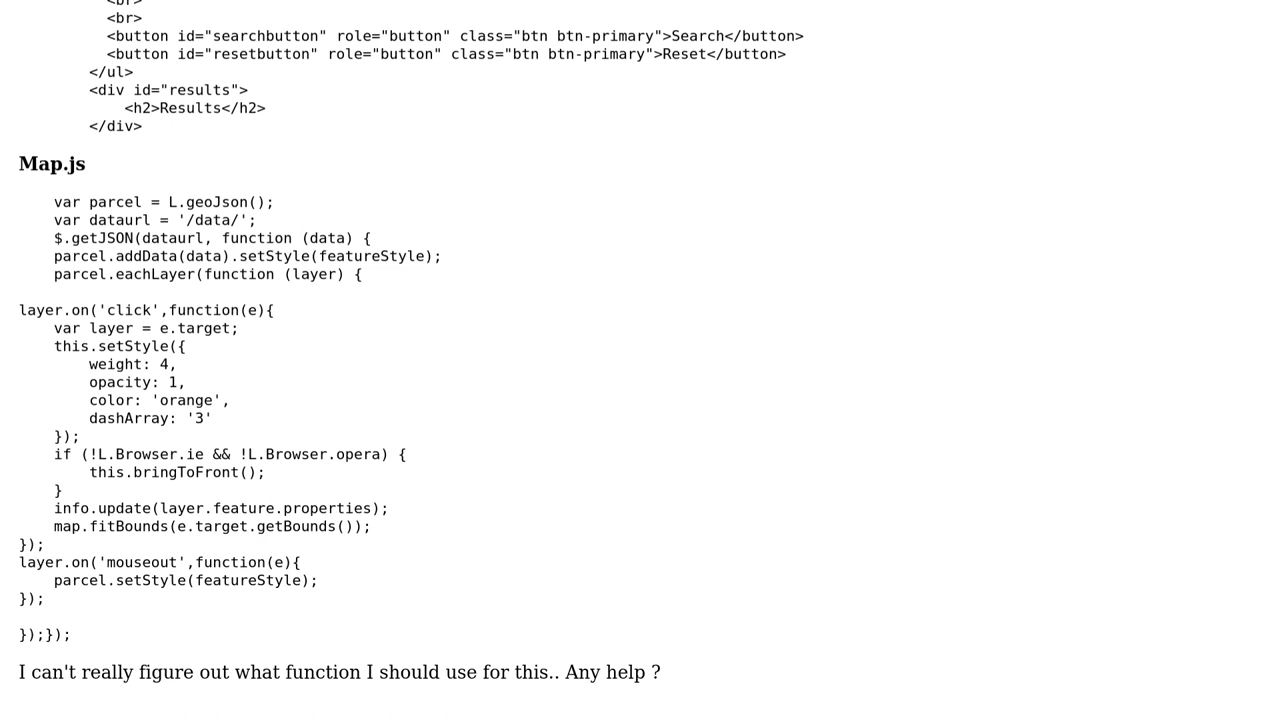 <br>
<br>
<button id="searchbutton" role="button" class="btn btn-primary">Search</button>
<button id="resetbutton" role="button" class="btn btn-primary">Reset</button>
</ul>
<div id="results">
<h2>Results</h2>
</div>
Map.js
var parcel = L.geoJson();
var dataurl = '/data/';
$.getJSON(dataurl, function (data) {
parcel.addData(data).setStyle(featureStyle);
parcel.eachLayer(function (layer) {
layer.on('click',function(e){
var layer = e.target;
this.setStyle({
weight: 4,
opacity: 1,
color: 'orange',
dashArray: '3'
});
if (!L.Browser.ie && !L.Browser.opera) {
this.bringToFront();
}
info.update(layer.feature.properties);
map.fitBounds(e.target.getBounds());
});
layer.on('mouseout',function(e){
parcel.setStyle(featureStyle);
});
});});
I can't really figure out what function I should use for this.. Any help ?